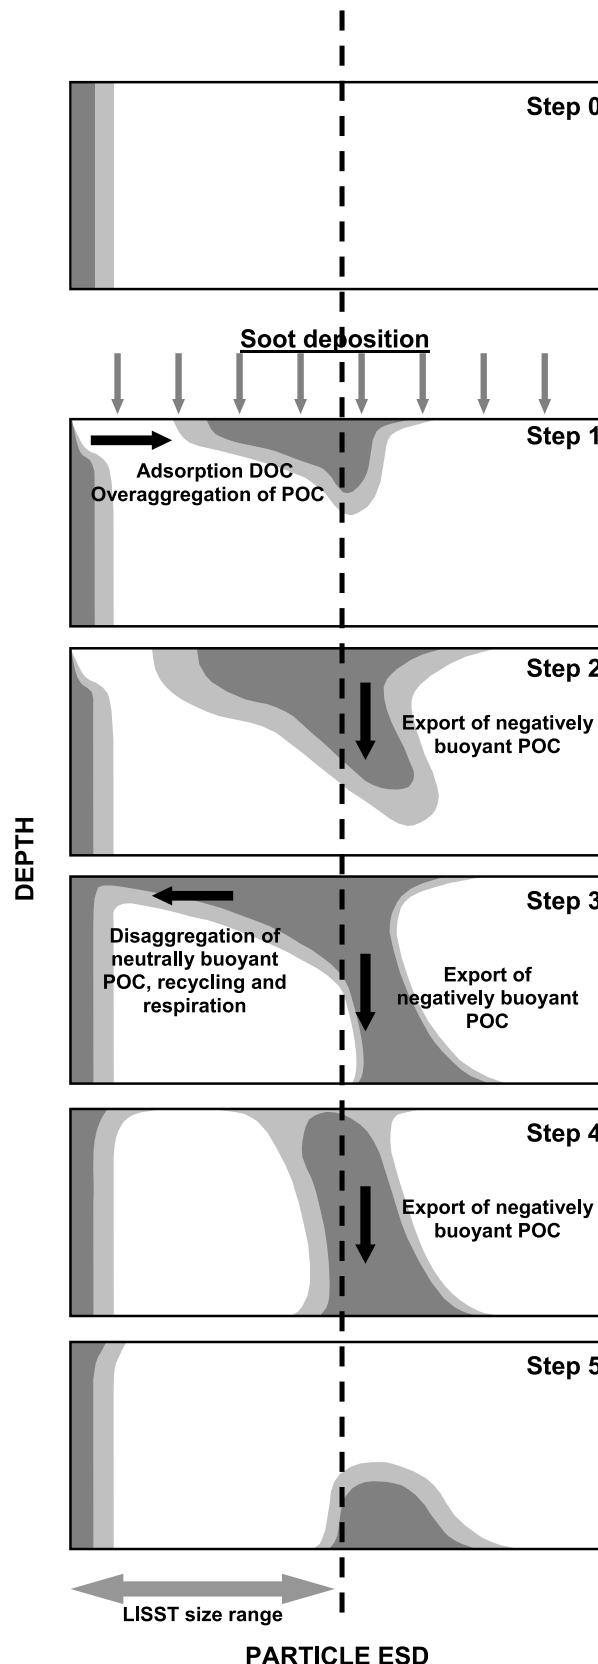 Step 0
Soot deposition
Step 1
Adsorption DOC
Overaggregation of POC
Step 2
Export of negatively
buoyant POC
DEPTH
Step 3
Disaggregation of
neutrally buoyant
POC, recycling and
respiration
Export of
negatively buoyant
POC
Step 4
Export of negatively
buoyant POC
Step 5
LISST size range
PARTICLE ESD